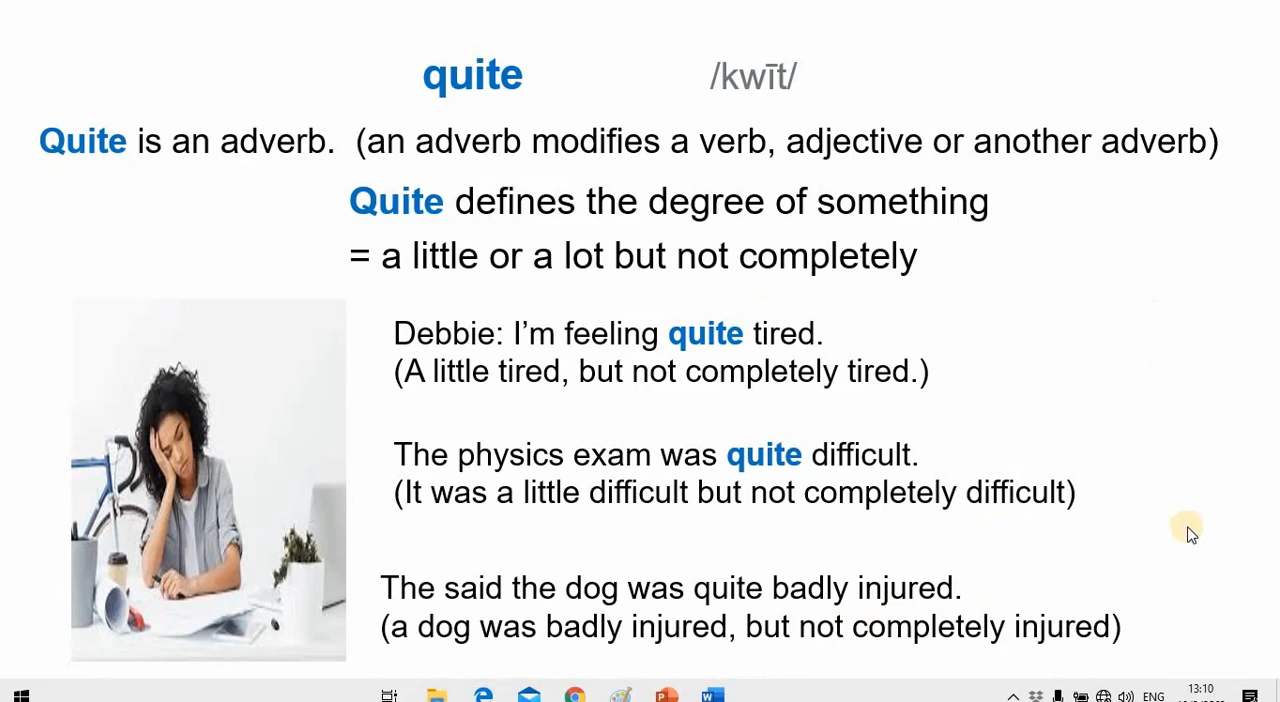 quite /kwīt/
Quite is an adverb. (an adverb modifies a verb, adjective or another adverb)
Quite defines the degree of something
= a little or a lot but not completely
Debbie: I'm feeling quite tired.
(A little tired, but not completely tired.)
The physics exam was quite difficult.
(It was a little difficult but not completely difficult)
The said the dog was quite badly injured.
(a dog was badly injured, but not completely injured)
ENG
13:10